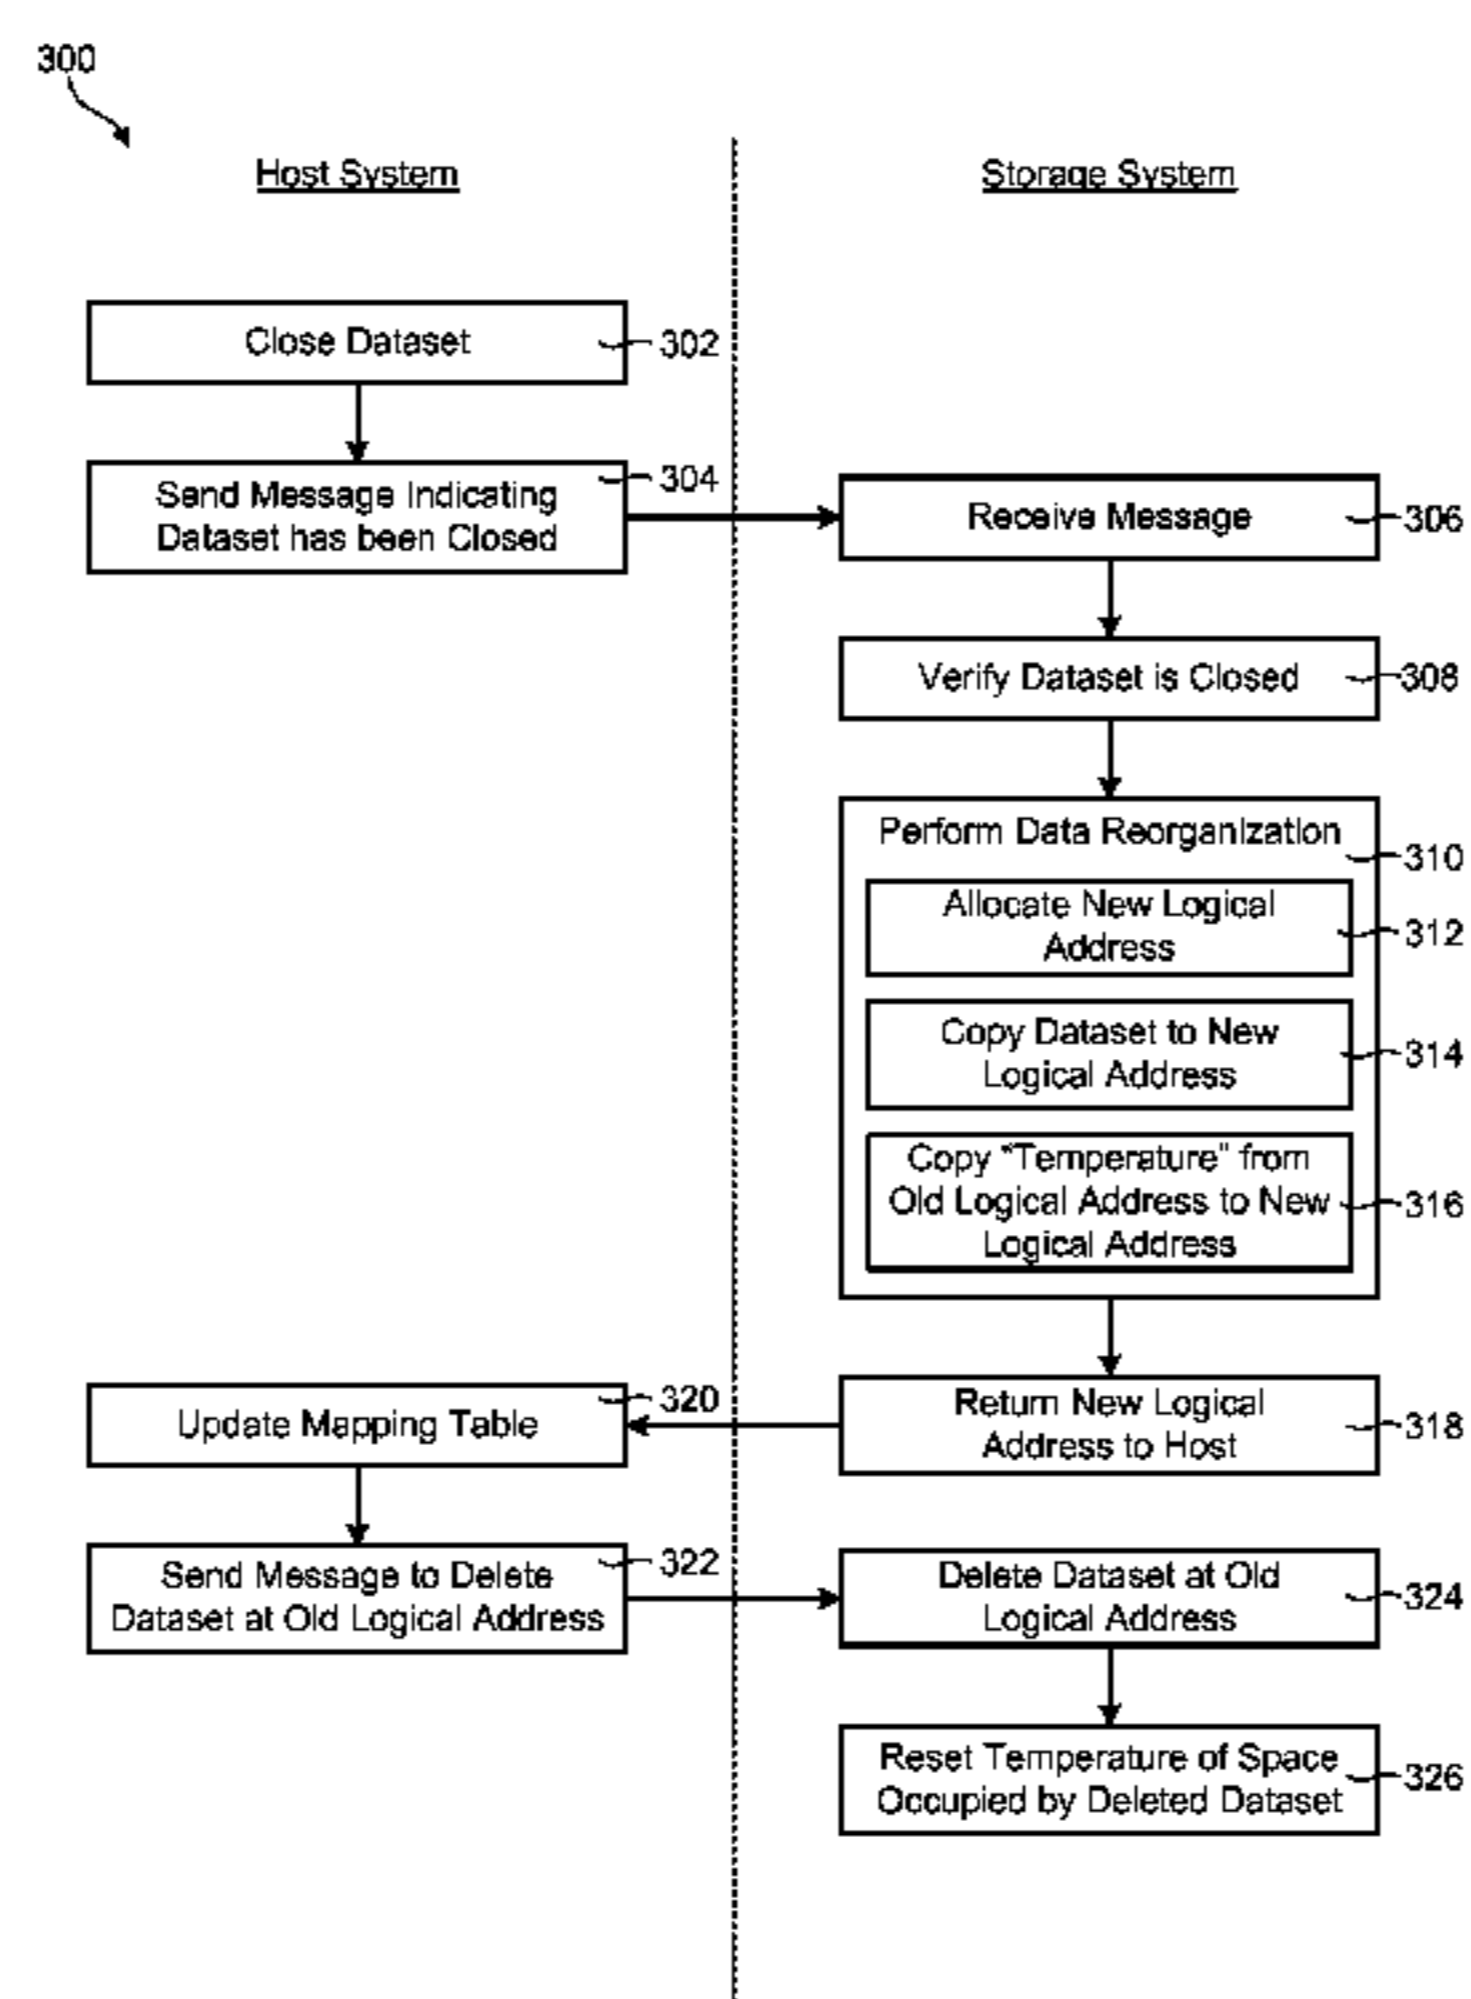 300
Host System
Storage System
Close Dataset
302
Send Message Indicating
Dataset has been Closed
304
Receive Message
306
Verify Dataset is Closed
308
Perform Data Reorganization
310
Allocate New Logical
Address
312
Copy Dataset to New
Logical Address
314
Copy "Temperature" from
Old Logical Address to New
Logical Address
316
Return New Logical
Address to Host
318
Update Mapping Table
320
Send Message to Delete
Dataset at Old Logical Address
322
Delete Dataset at Old
Logical Address
324
Reset Temperature of Space
Occupied by Deleted Dataset
326